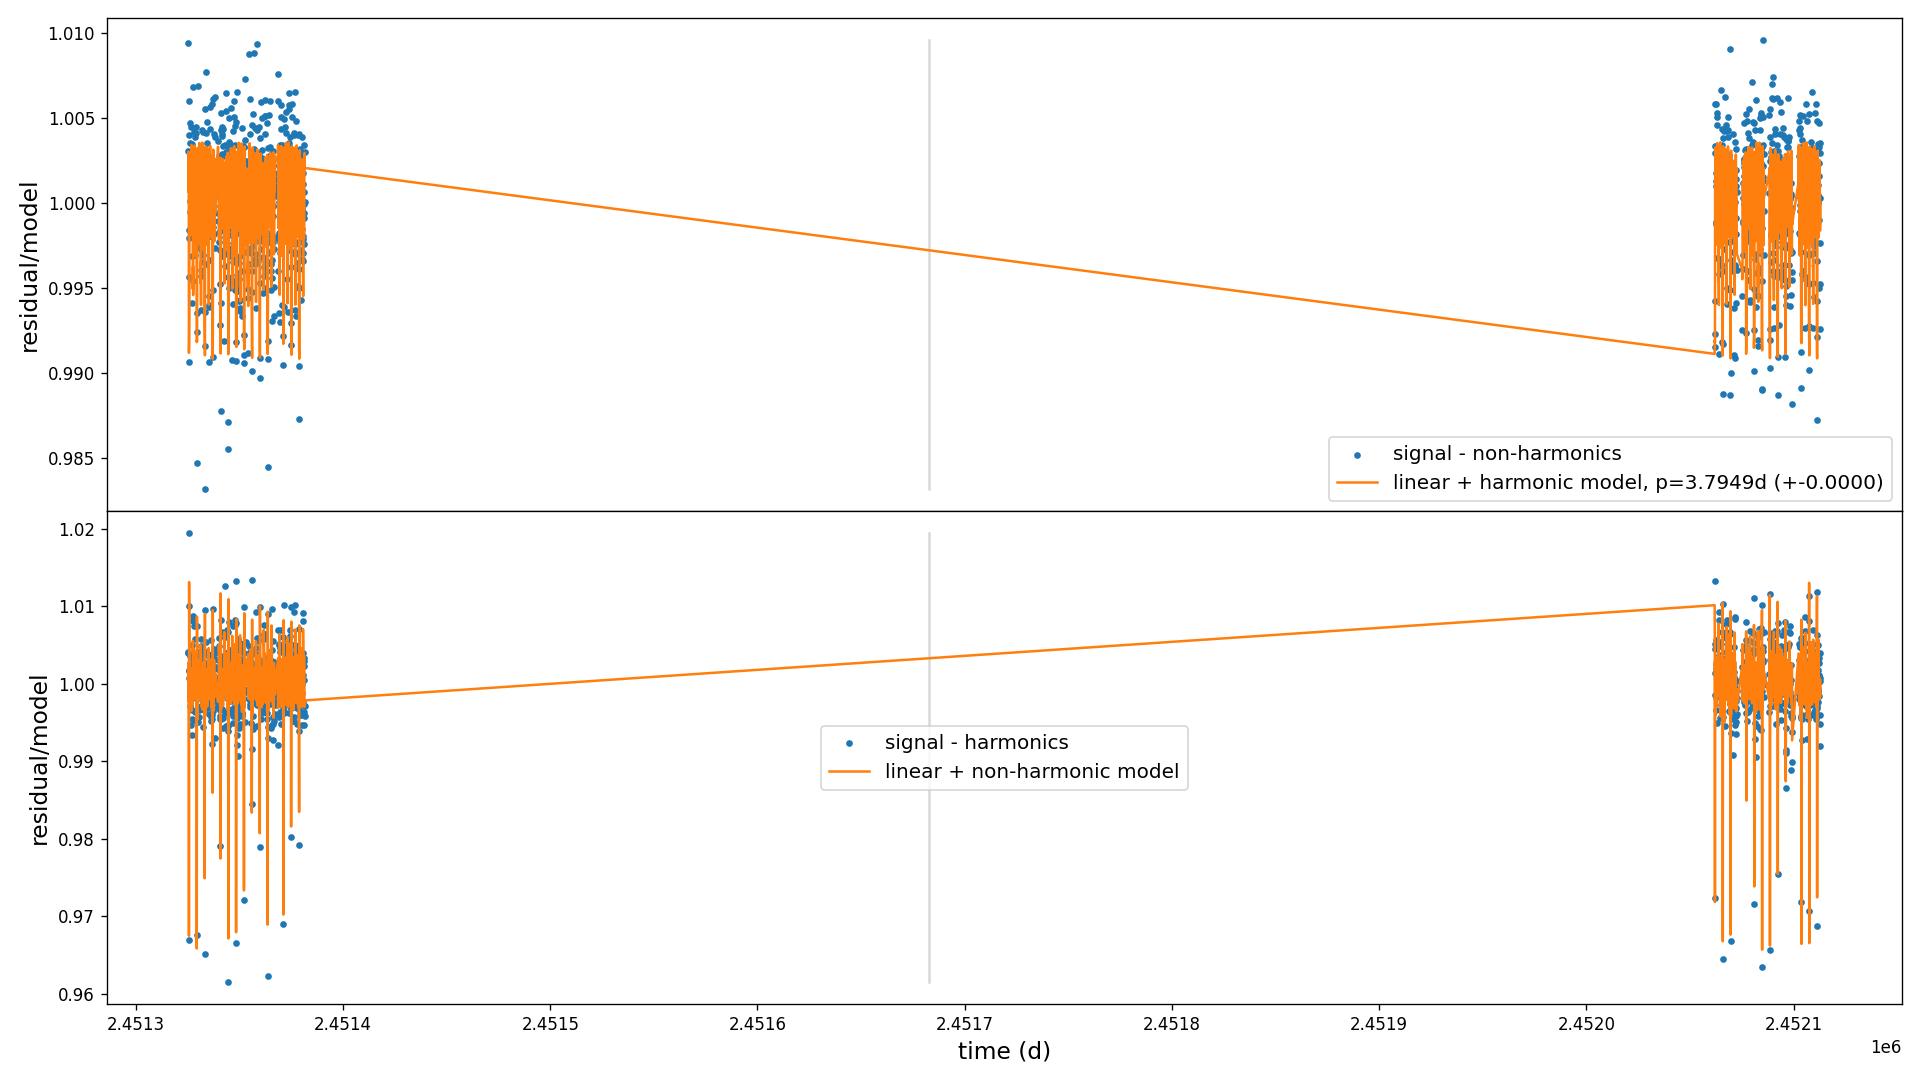 1.010
1.005
1.000
0.995
0.990
0.985
residual/model
signal - non-harmonics
linear + harmonic model, p=3.7949d (+-0.0000)
1.02
1.01
1.00
0.99
0.98
0.97
0.96
residual/model
signal - harmonics
linear + non-harmonic model
2.4513
2.4514
2.4515
2.4516
2.4517
2.4518
2.4519
2.4520
2.4521
1e6
time (d)